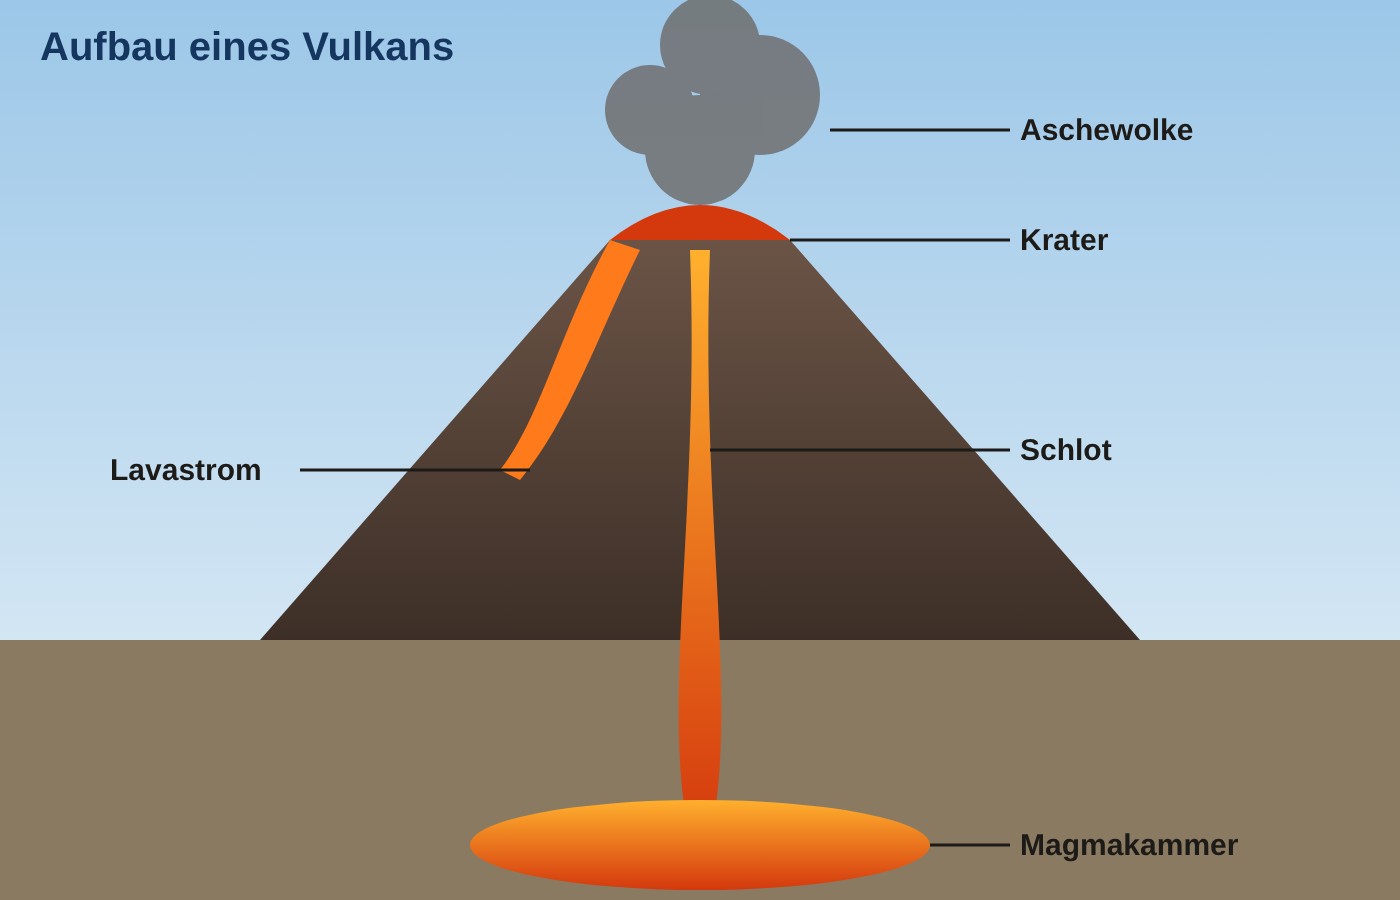 Aufbau eines Vulkans
Aschewolke
Krater
Schlot
Lavastrom
Magmakammer